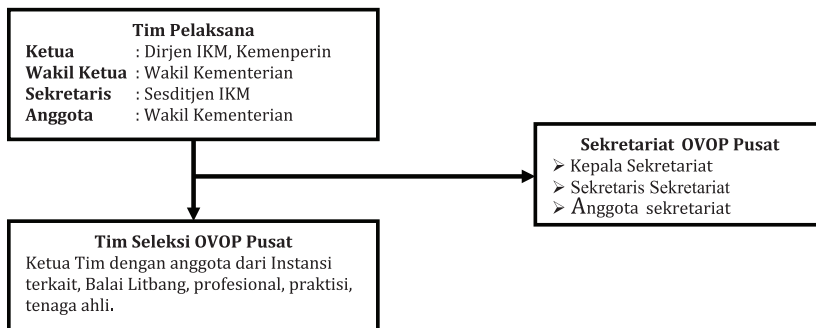 Tim Pelaksana
Ketua : Dirjen IKM, Kemenperin
Wakil Ketua : Wakil Kementerian
Sekretaris : Sesditjen IKM
Anggota : Wakil Kementerian
Sekretariat OVOP Pusat
➢ Kepala Sekretariat
➢ Sekretaris Sekretariat
➢ Anggota sekretariat
Tim Seleksi OVOP Pusat
Ketua Tim dengan anggota dari Instansi
terkait, Balai Litbang, profesional, praktisi,
tenaga ahli.